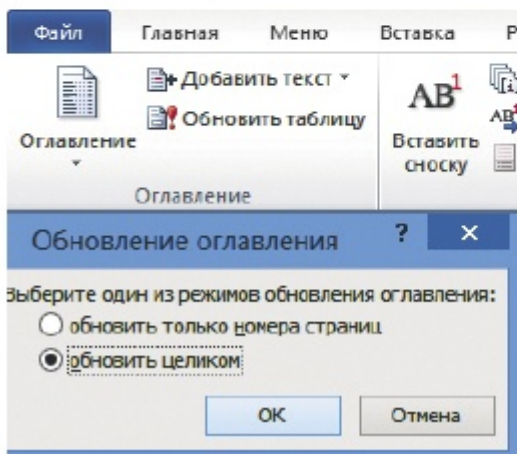 Файл Главная Меню Вставка Р
Добавить текст
Обновить таблицу
Оглавление
AB1
Вставить
сноску
AB
Оглавление
Обновление оглавления ? ×
Выберите один из режимов обновления оглавления:
обновить только номера страниц
обновить целиком
ОК Отмена